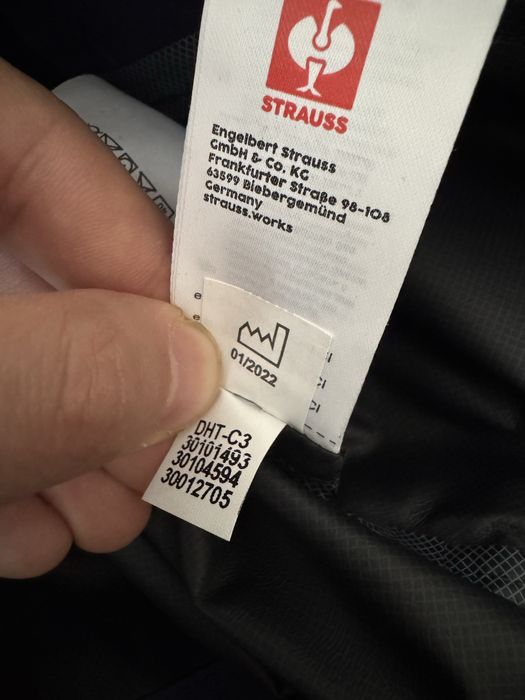 STRAUSS
Engelbert Strauss
GmbH & Co. KG
Frankfurter Straße 98-108
63599 Biebergemünd
Germany
strauss.works
01/2022
DHT-C3
30101493
30104594
30012705